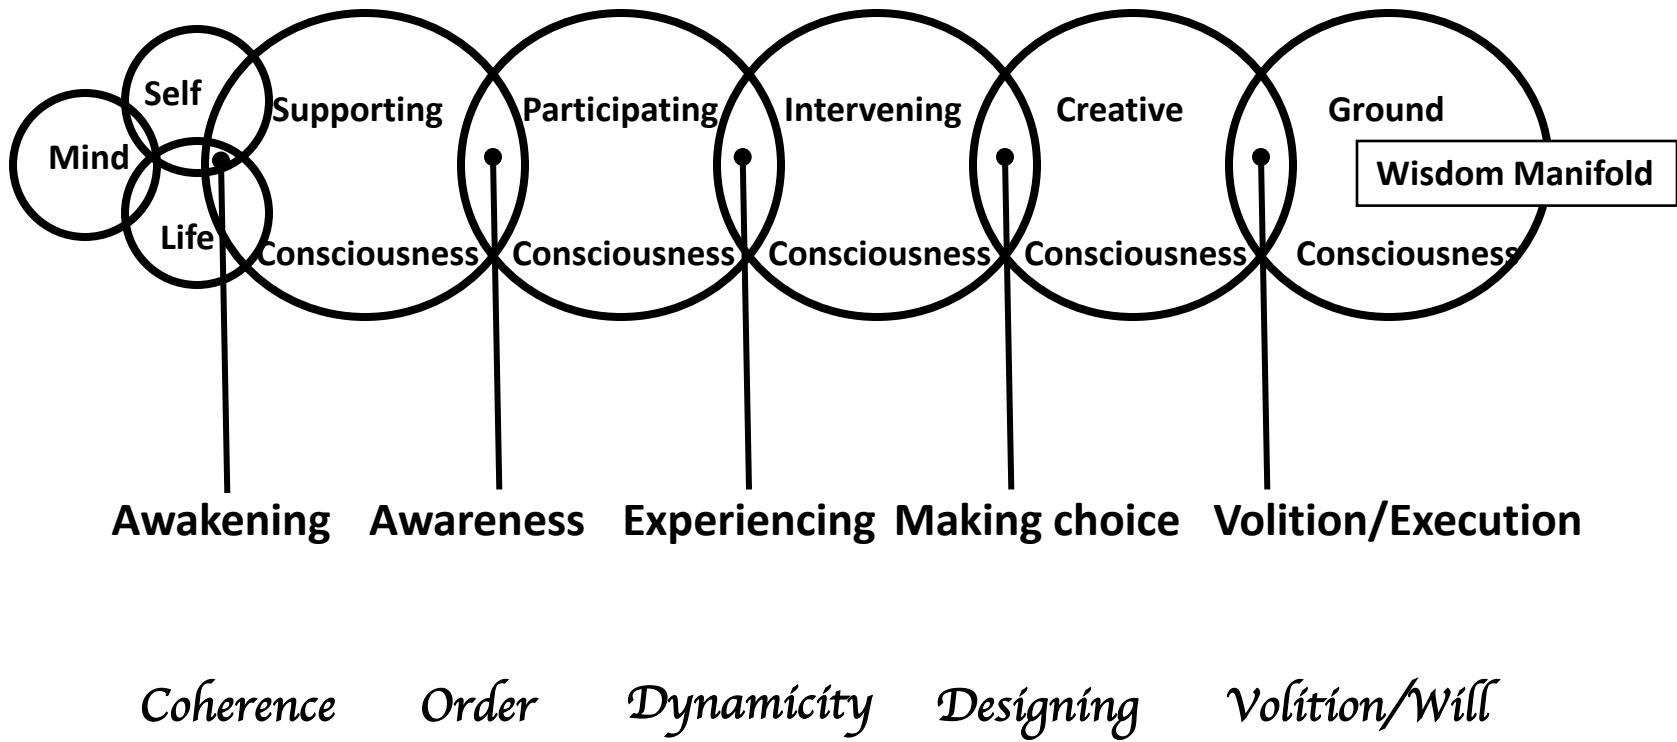 Self
Supporting Participating Intervening Creative Ground
Mind
Wisdom Manifold
Life
Consciousness Consciousness Consciousness Consciousness Consciousness
Awakening Awareness Experiencing Making choice Volition/Execution
Coherence Order Dynamicity Designing Volition/Will